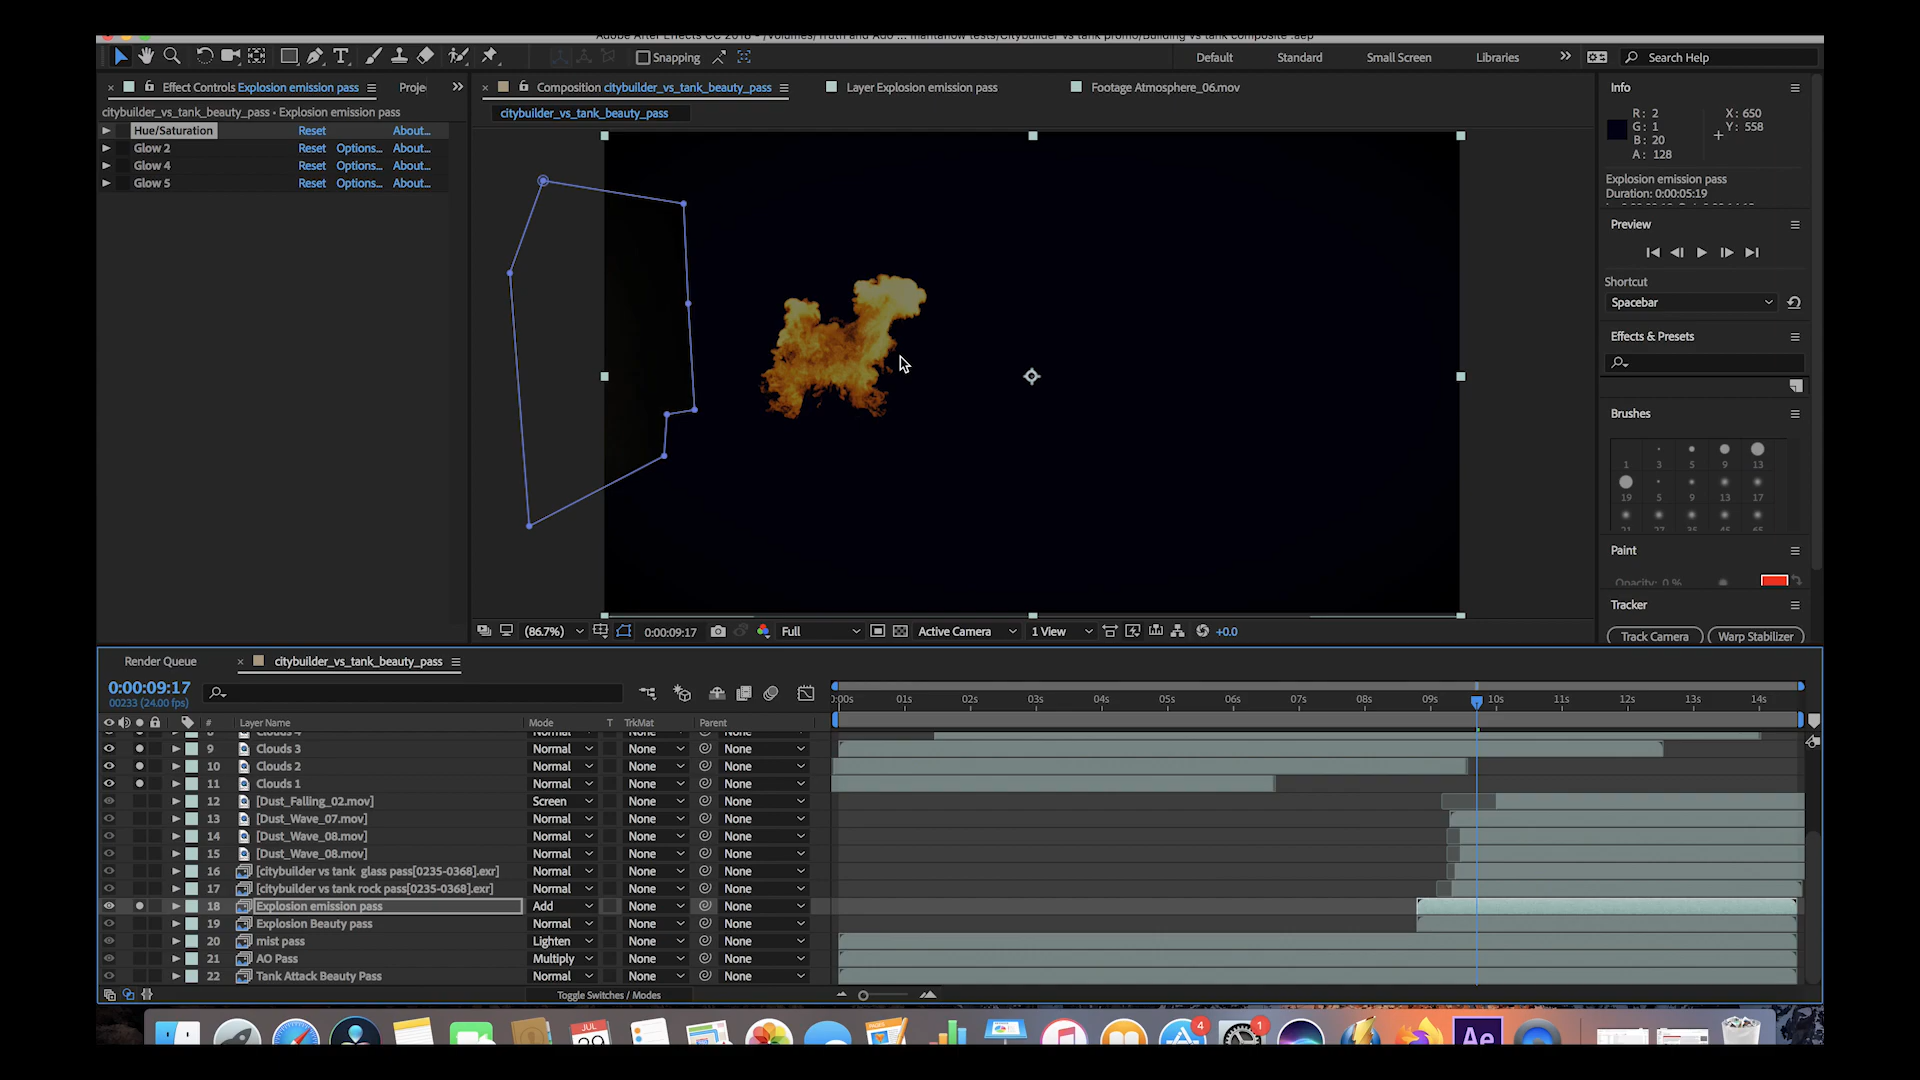 Adobe After Effects CC 2018 - /Volumes/Truth and Ado ... mantanow tests/Citybuilder vs tank promo/Building vs tank composite .aep
Snapping
Default
Standard
Small Screen
Libraries
Search Help
Effect Controls Explosion emission pass
Proje
Composition citybuilder_vs_tank_beauty_pass
Layer Explosion emission pass
Footage Atmosphere_06.mov
citybuilder_vs_tank_beauty_pass • Explosion emission pass
citybuilder_vs_tank_beauty_pass
Hue/Saturation Reset About...
Glow 2 Reset Options... About...
Glow 4 Reset Options... About...
Glow 5 Reset Options... About...
Info
R: 2
G: 1
B: 20
A: 128
X: 650
Y: 558
Explosion emission pass
Duration: 0:00:05:19
Preview
Shortcut
Spacebar
Effects & Presets
Brushes
1 3 5 9 13
19 5 9 13 17
21 27 35 45 65
Paint
Opacity: 0 %
Tracker
Track Camera
Warp Stabilizer
(86.7%)
0:00:09:17
Full
Active Camera
1 View
+0.0
Render Queue
citybuilder_vs_tank_beauty_pass
0:00:09:17
00233 (24.00 fps)
):00s 01s 02s 03s 04s 05s 06s 07s 08s 09s 10s 11s 12s 13s 14s
# Layer Name Mode T TrkMat Parent
8 Clouds 4 Normal None None
9 Clouds 3 Normal None None
10 Clouds 2 Normal None None
11 Clouds 1 Normal None None
12 [Dust_Falling_02.mov] Screen None None
13 [Dust_Wave_07.mov] Normal None None
14 [Dust_Wave_08.mov] Normal None None
15 [Dust_Wave_08.mov] Normal None None
16 [citybuilder vs tank glass pass[0235-0368].exr] Normal None None
17 [citybuilder vs tank rock pass[0235-0368].exr] Normal None None
18 Explosion emission pass Add None None
19 Explosion Beauty pass Normal None None
20 mist pass Lighten None None
21 AO Pass Multiply None None
22 Tank Attack Beauty Pass Normal None None
Toggle Switches / Modes
JUL
29
4
1
Ae